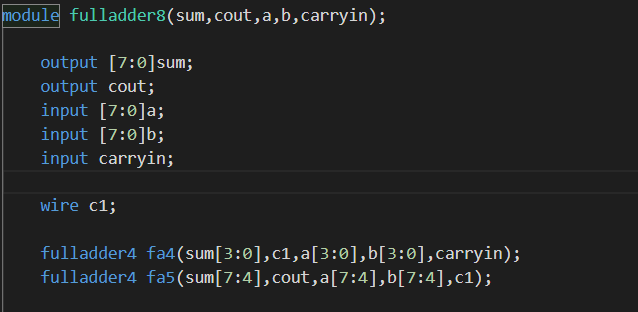 module fulladder8(sum,cout,a,b,carryin);
output [7:0]sum;
output cout;
input [7:0]a;
input [7:0]b;
input carryin;
wire c1;
fulladder4 fa4(sum[3:0],c1,a[3:0],b[3:0],carryin);
fulladder4 fa5(sum[7:4],cout,a[7:4],b[7:4],c1);